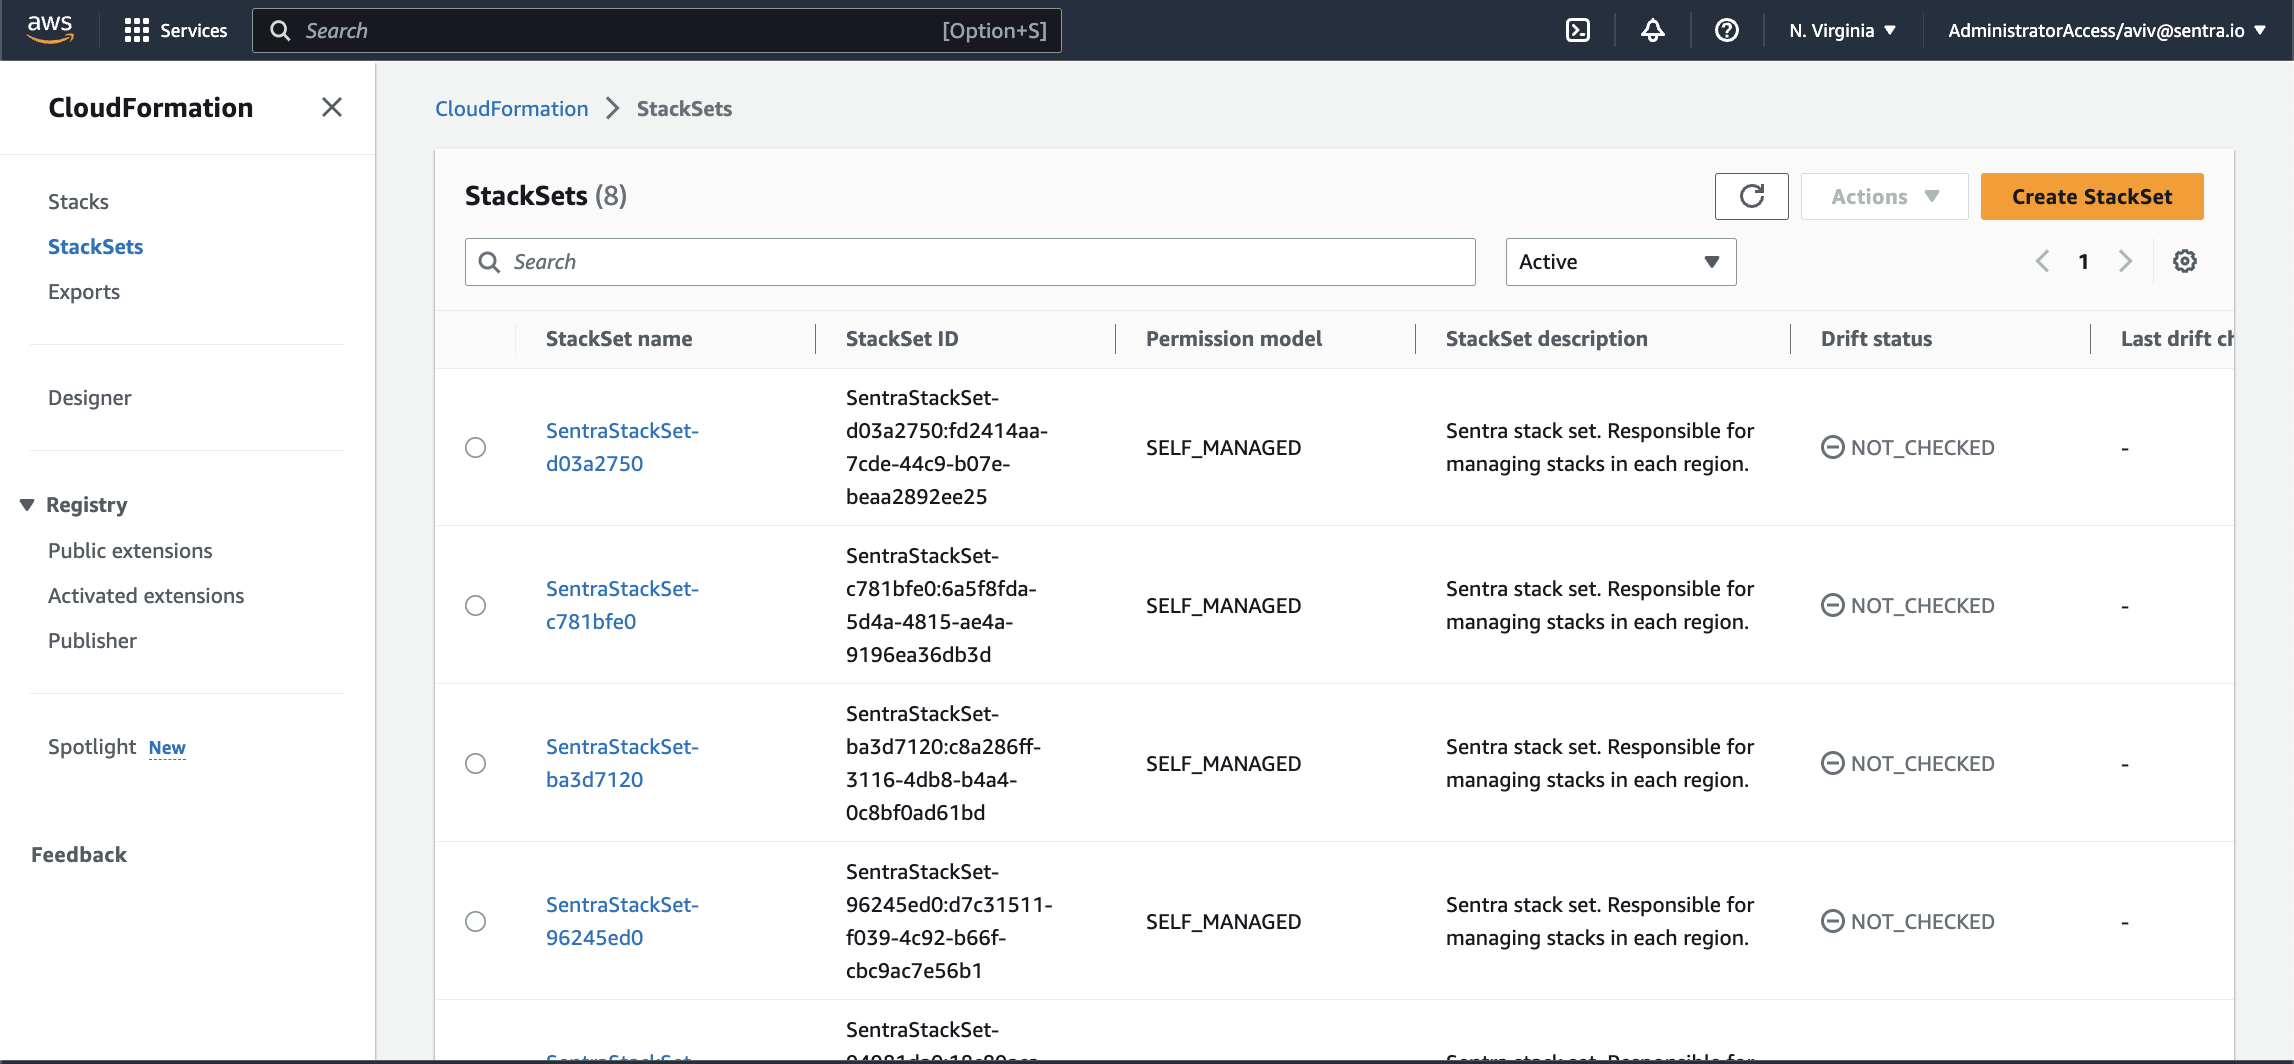 aws
Services
Search
[Option+S]
N. Virginia
AdministratorAccess/aviv@sentra.io
CloudFormation
Stacks
StackSets
Exports
Designer
Registry
Public extensions
Activated extensions
Publisher
Spotlight New
Feedback
CloudFormation
StackSets
StackSets (8)
Actions
Create StackSet
Search
Active
1
StackSet name
StackSet ID
Permission model
StackSet description
Drift status
Last drift ch
SentraStackSet-
d03a2750
SentraStackSet-
d03a2750:fd2414aa-
7cde-44c9-b07e-
beaa2892ee25
SELF_MANAGED
Sentra stack set. Responsible for
managing stacks in each region.
NOT_CHECKED
-
SentraStackSet-
c781bfe0
SentraStackSet-
c781bfe0:6a5f8fda-
5d4a-4815-ae4a-
9196ea36db3d
SELF_MANAGED
Sentra stack set. Responsible for
managing stacks in each region.
NOT_CHECKED
-
SentraStackSet-
ba3d7120
SentraStackSet-
ba3d7120:c8a286ff-
3116-4db8-b4a4-
0c8bf0ad61bd
SELF_MANAGED
Sentra stack set. Responsible for
managing stacks in each region.
NOT_CHECKED
-
SentraStackSet-
96245ed0
SentraStackSet-
96245ed0:d7c31511-
f039-4c92-b66f-
cbc9ac7e56b1
SELF_MANAGED
Sentra stack set. Responsible for
managing stacks in each region.
NOT_CHECKED
-
SentraStackSet-
SentraStackSet-
Sentra stack set. Responsible for